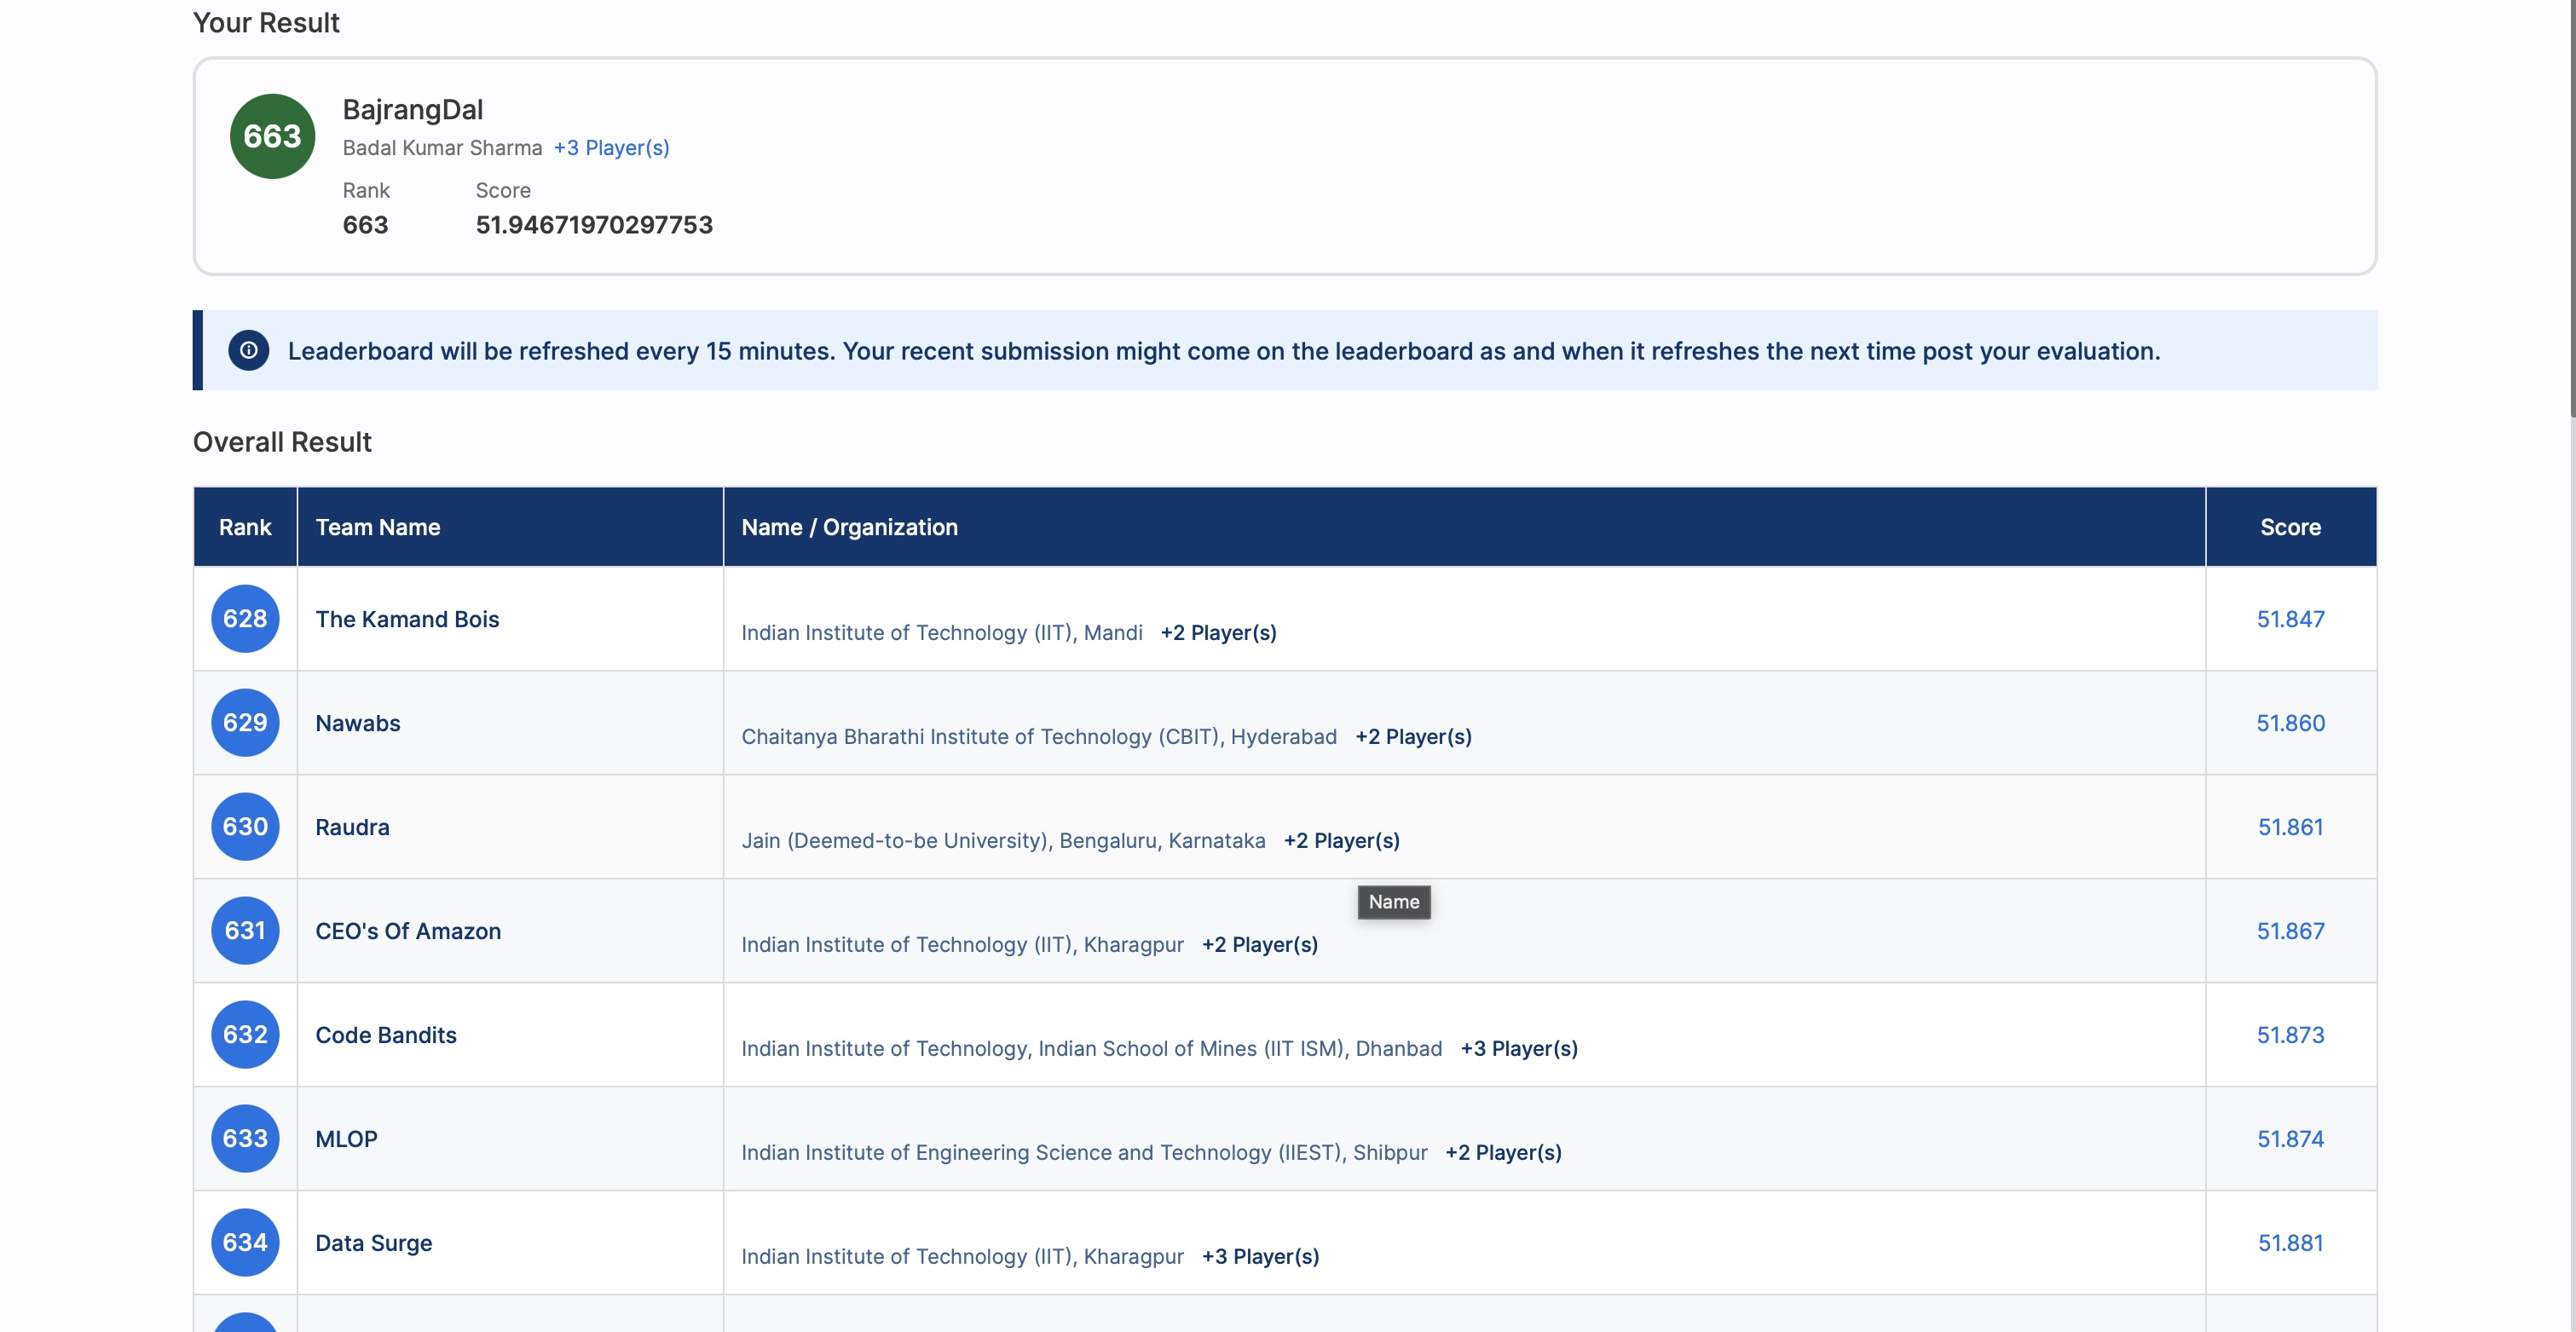 Your Result
663
BajrangDal
Badal Kumar Sharma +3 Player(s)
Rank Score
663 51.94671970297753
Leaderboard will be refreshed every 15 minutes. Your recent submission might come on the leaderboard as and when it refreshes the next time post your evaluation.
Overall Result
Rank Team Name Name / Organization Score
628 The Kamand Bois Indian Institute of Technology (IIT), Mandi +2 Player(s) 51.847
629 Nawabs Chaitanya Bharathi Institute of Technology (CBIT), Hyderabad +2 Player(s) 51.860
630 Raudra Jain (Deemed-to-be University), Bengaluru, Karnataka +2 Player(s) 51.861
Name
631 CEO's Of Amazon Indian Institute of Technology (IIT), Kharagpur +2 Player(s) 51.867
632 Code Bandits Indian Institute of Technology, Indian School of Mines (IIT ISM), Dhanbad +3 Player(s) 51.873
633 MLOP Indian Institute of Engineering Science and Technology (IIEST), Shibpur +2 Player(s) 51.874
634 Data Surge Indian Institute of Technology (IIT), Kharagpur +3 Player(s) 51.881